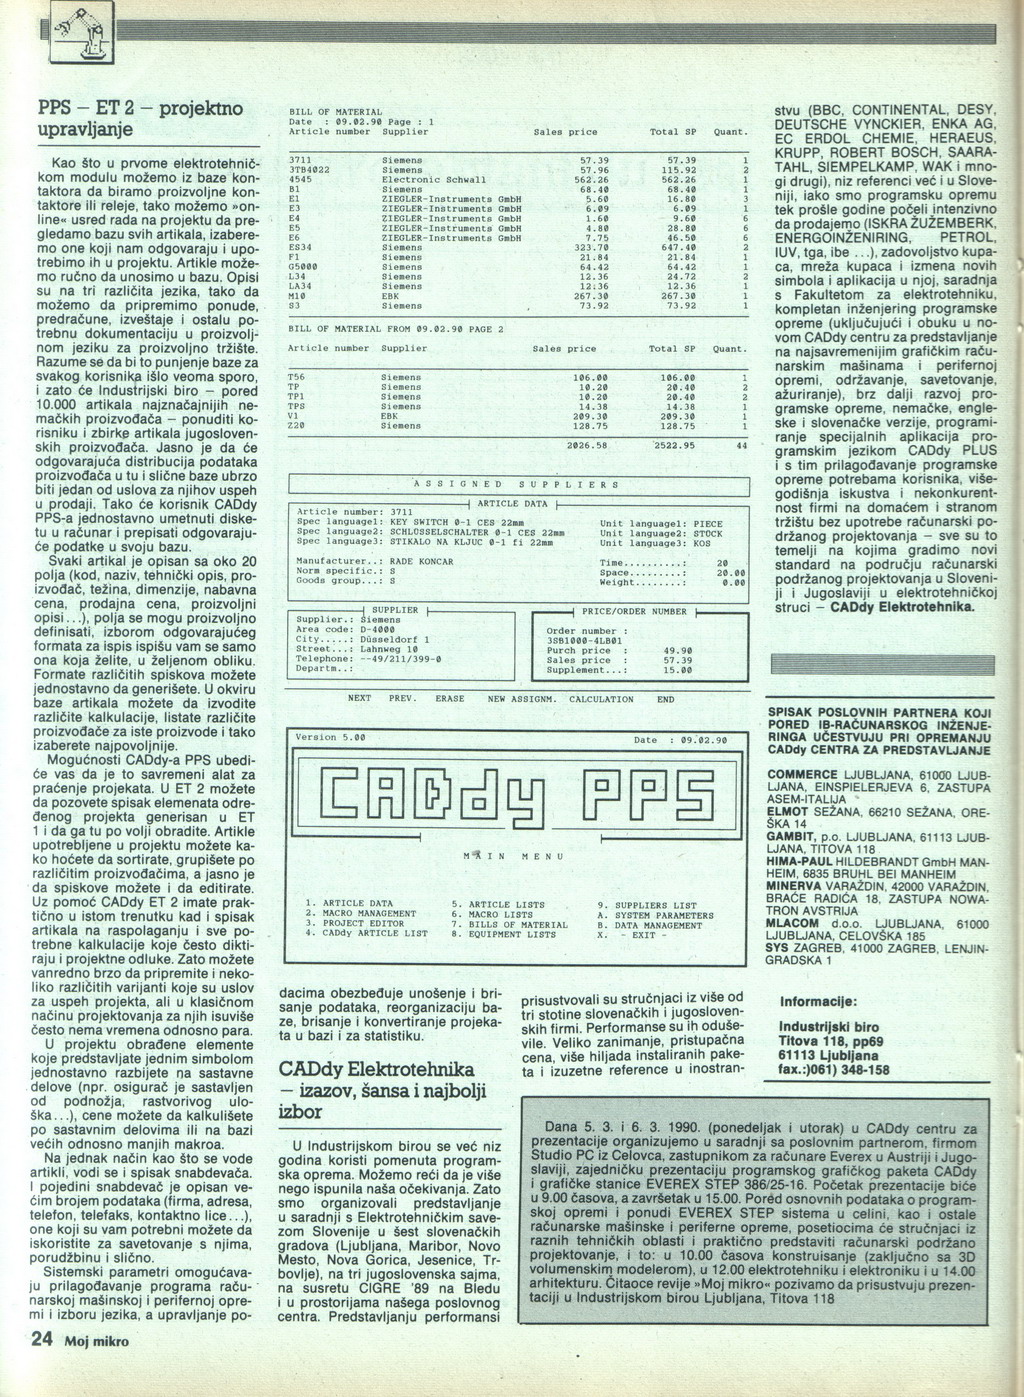 PPS – ET 2 – projektno
upravljanje
Kao što u prvome elektrotehnič-
kom modulu možemo iz baze kon-
taktora da biramo proizvoljne kon-
taktore ili releje, tako možemo »on-
line« usred rada na projektu da pre-
gledamo bazu svih artikala, izabere-
mo one koji nam odgovaraju i upo-
trebimo ih u projektu. Artikle može-
mo ručno da unosimo u bazu. Opisi
su na tri različita jezika, tako da
možemo da pripremimo ponude,
predračune, izveštaje i ostalu po-
trebnu dokumentaciju u proizvolj-
nom jeziku za proizvoljno tržište.
Razume se da bi to punjenje baze za
svakog korisnika išlo veoma sporo,
i zato će Industrijski biro – pored
10.000 artikala najznačajnijih ne-
mačkih proizvođača – ponuditi ko-
risniku i zbirke artikala jugosloven-
skih proizvođača. Jasno je da će
odgovarajuća distribucija podataka
proizvođača u tu i slične baze ubrzo
biti jedan od uslova za njihov uspeh
u prodaji. Tako će korisnik CADdy
PPS-a jednostavno umetnuti diske-
tu u računar i prepisati odgovaraju-
će podatke u svoju bazu.
Svaki artikal je opisan sa oko 20
polja (kod, naziv, tehnički opis, pro-
izvođač, težina, dimenzije, nabavna
cena, prodajna cena, proizvoljni
opisi...), polja se mogu proizvoljno
definisati, izborom odgovarajućeg
formata za ispis ispišu vam se samo
ona koja želite, u željenom obliku.
Formate različitih spiskova možete
jednostavno da generišete. U okviru
baze artikala možete da izvodite
različite kalkulacije, listate različite
proizvođače za iste proizvode i tako
izaberete najpovoljnije.
Mogućnosti CADdy-a PPS ubedi-
će vas da je to savremeni alat za
praćenje projekata. U ET 2 možete
da pozovete spisak elemenata odre-
đenog projekta generisan u ET
1 i da ga tu po volji obradite. Artikle
upotrebljene u projektu možete ka-
ko hoćete da sortirate, grupišete po
različitim proizvođačima, a jasno je
da spiskove možete i da editirate.
Uz pomoć CADdy ET 2 imate prak-
tično u istom trenutku kad i spisak
artikala na raspolaganju i sve po-
trebne kalkulacije koje često dikti-
raju i projektne odluke. Zato možete
vanredno brzo da pripremite i neko-
liko različitih varijanti koje su uslov
za uspeh projekta, ali u klasičnom
načinu projektovanja za njih isuviše
često nema vremena odnosno para.
U projektu obrađene elemente
koje predstavljate jednim simbolom
jednostavno razbijete na sastavne
delove (npr. osigurač je sastavljen
od podnožja, rastvorivog ulo-
ška...), cene možete da kalkulišete
po sastavnim delovima ili na bazi
većih odnosno manjih makroa.
Na jednak način kao što se vode
artikli, vodi se i spisak snabdevača.
I pojedini snabdevač je opisan ve-
ćim brojem podataka (firma, adresa,
telefon, telefaks, kontaktno lice...),
one koji su vam potrebni možete da
iskoristite za savetovanje s njima,
porudžbinu i slično.
Sistemski parametri omogućava-
ju prilagođavanje programa raču-
narskoj mašinskoj i perifernoj opre-
mi i izboru jezika, a upravljanje po-
BILL OF MATERIAL
Date : 09.02.90 Page : 1
Article number Supplier Sales price Total SP Quant.
3711 Siemens 57.39 57.39 1
3TB4022 Siemens 57.96 115.92 2
4545 Electronic Schwall 562.26 562.26 1
B1 Siemens 68.40 68.40 1
E1 ZIEGLER-Instruments GmbH 5.60 16.80 3
E3 ZIEGLER-Instruments GmbH 6.09 6.09 1
E4 ZIEGLER-Instruments GmbH 1.60 9.60 6
E5 ZIEGLER-Instruments GmbH 4.80 28.80 6
E6 ZIEGLER-Instruments GmbH 7.75 46.50 6
ES34 Siemens 323.70 647.40 2
F1 Siemens 21.84 21.84 1
G5000 Siemens 64.42 64.42 1
L34 Siemens 12.36 24.72 2
LA34 Siemens 12.36 12.36 1
M10 EBK 267.30 267.30 1
S3 Siemens 73.92 73.92 1
BILL OF MATERIAL FROM 09.02.90 PAGE 2
Article number Supplier Sales price Total SP Quant.
T56 Siemens 106.00 106.00 1
TP Siemens 10.20 20.40 2
TP1 Siemens 10.20 20.40 2
TPS Siemens 14.38 14.38 1
V1 EBK 209.30 209.30 1
Z20 Siemens 128.75 128.75 1
2026.58 2522.95 44
ASSIGNED SUPPLIERS
ARTICLE DATA
Article number: 3711
Spec language1: KEY SWITCH 0-1 CES 22mm Unit language1: PIECE
Spec language2: SCHLÜSSELSCHALTER 0-1 CES 22mm Unit language2: STÜCK
Spec language3: STIKALO NA KLJUC 0-1 fi 22mm Unit language3: KOS
Manufacturer..: RADE KONCAR Time..........: 20
Norm specific.: S Space.........: 20.00
Goods group...: S Weight........: 0.00
SUPPLIER
Supplier.: Siemens
Area code: D-4000
City.....: Düsseldorf 1
Street...: Lahnweg 10
Telephone: --49/211/399-0
Departm..:
PRICE/ORDER NUMBER
Order number :
3SB1000-4LB01
Purch price : 49.90
Sales price : 57.39
Supplement...: 15.00
NEXT PREV. ERASE NEW ASSIGNM. CALCULATION END
Version 5.00 Date : 09.02.90
CADdy PPS
MAIN MENU
1. ARTICLE DATA 5. ARTICLE LISTS 9. SUPPLIERS LIST
2. MACRO MANAGEMENT 6. MACRO LISTS A. SYSTEM PARAMETERS
3. PROJECT EDITOR 7. BILLS OF MATERIAL B. DATA MANAGEMENT
4. CADdy ARTICLE LIST 8. EQUIPMENT LISTS X. - EXIT -
dacima obezbeđuje unošenje i bri-
sanje podataka, reorganizaciju ba-
ze, brisanje i konvertiranje projeka-
ta u bazi i za statistiku.
CADdy Elektrotehnika
– izazov, šansa i najbolji
izbor
U Industrijskom birou se već niz
godina koristi pomenuta program-
ska oprema. Možemo reći da je više
nego ispunila naša očekivanja. Zato
smo organizovali predstavljanje
u saradnji s Elektrotehničkim save-
zom Slovenije u šest slovenačkih
gradova (Ljubljana, Maribor, Novo
Mesto, Nova Gorica, Jesenice, Tr-
bovlje), na tri jugoslovenska sajma,
na susretu CIGRE '89 na Bledu
i u prostorijama našega poslovnog
centra. Predstavljanju performansi
prisustvovali su stručnjaci iz više od
tri stotine slovenačkih i jugosloven-
skih firmi. Performanse su ih oduše-
vile. Veliko zanimanje, pristupačna
cena, više hiljada instaliranih pake-
ta i izuzetne reference u inostran-
stvu (BBC, CONTINENTAL, DESY,
DEUTSCHE VYNCKIER, ENKA AG,
EC ERDOL CHEMIE, HERAEUS,
KRUPP, ROBERT BOSCH, SAARA-
TAHL, SIEMPELKAMP, WAK i mno-
gi drugi), niz referenci već i u Slove-
niji, iako smo programsku opremu
tek prošle godine počeli intenzivno
da prodajemo (ISKRA ŽUŽEMBERK,
ENERGOINŽENIRING, PETROL,
IUV, tga, ibe ...), zadovoljstvo kupa-
ca, mreža kupaca i izmena novih
simbola i aplikacija u njoj, saradnja
s Fakultetom za elektrotehniku,
kompletan inženjering programske
opreme (uključujući i obuku u no-
vom CADdy centru za predstavljanje
na najsavremenijim grafičkim raču-
narskim mašinama i perifernoj
opremi, održavanje, savetovanje,
ažuriranje), brz dalji razvoj pro-
gramske opreme, nemačke, engle-
ske i slovenačke verzije, programi-
ranje specijalnih aplikacija pro-
gramskim jezikom CADdy PLUS
i s tim prilagođavanje programske
opreme potrebama korisnika, više-
godišnja iskustva i nekonkurent-
nost firmi na domaćem i stranom
tržištu bez upotrebe računarski po-
držanog projektovanja – sve su to
temelji na kojima gradimo novi
standard na području računarski
podržanog projektovanja u Sloveni-
ji i Jugoslaviji u elektrotehničkoj
struci – CADdy Elektrotehnika.
SPISAK POSLOVNIH PARTNERA KOJI
PORED IB-RAČUNARSKOG INŽENJE-
RINGA UČESTVUJU PRI OPREMANJU
CADdy CENTRA ZA PREDSTAVLJANJE
COMMERCE LJUBLJANA, 61000 LJUB-
LJANA, EINSPIELERJEVA 6, ZASTUPA
ASEM-ITALIJA
ELMOT SEŽANA, 66210 SEŽANA, ORE-
ŠKA 14
GAMBIT, p.o. LJUBLJANA, 61113 LJUB-
LJANA, TITOVA 118
HIMA-PAUL HILDEBRANDT GmbH MAN-
HEIM, 6835 BRUHL BEI MANHEIM
MINERVA VARAŽDIN, 42000 VARAŽDIN,
BRAĆE RADIĆA 18, ZASTUPA NOWA-
TRON AVSTRIJA
MLACOM d.o.o. LJUBLJANA, 61000
LJUBLJANA, CELOVŠKA 185
SYS ZAGREB, 41000 ZAGREB, LENJIN-
GRADSKA 1
Informacije:
Industrijski biro
Titova 118, pp69
61113 Ljubljana
fax.:)061) 348-158
Dana 5. 3. i 6. 3. 1990. (ponedeljak i utorak) u CADdy centru za
prezentacije organizujemo u saradnji sa poslovnim partnerom, firmom
Studio PC iz Celovca, zastupnikom za računare Everex u Austriji i Jugo-
slaviji, zajedničku prezentaciju programskog grafičkog paketa CADdy
i grafičke stanice EVEREX STEP 386/25-16. Početak prezentacije biće
u 9.00 časova, a završetak u 15.00. Poréd osnovnih podataka o program-
skoj opremi i ponudi EVEREX STEP sistema u celini, kao i ostale
računarske mašinske i periferne opreme, posetiocima će stručnjaci iz
raznih tehničkih oblasti i praktično predstaviti računarski podržano
projektovanje, i to: u 10.00 časova konstruisanje (zaključno sa 3D
volumenskim modelerom), u 12.00 elektrotehniku i elektroniku i u 14.00
arhitekturu. Čitaoce revije »Moj mikro« pozivamo da prisustvuju prezen-
taciji u Industrijskom birou Ljubljana, Titova 118
24 Moj mikro